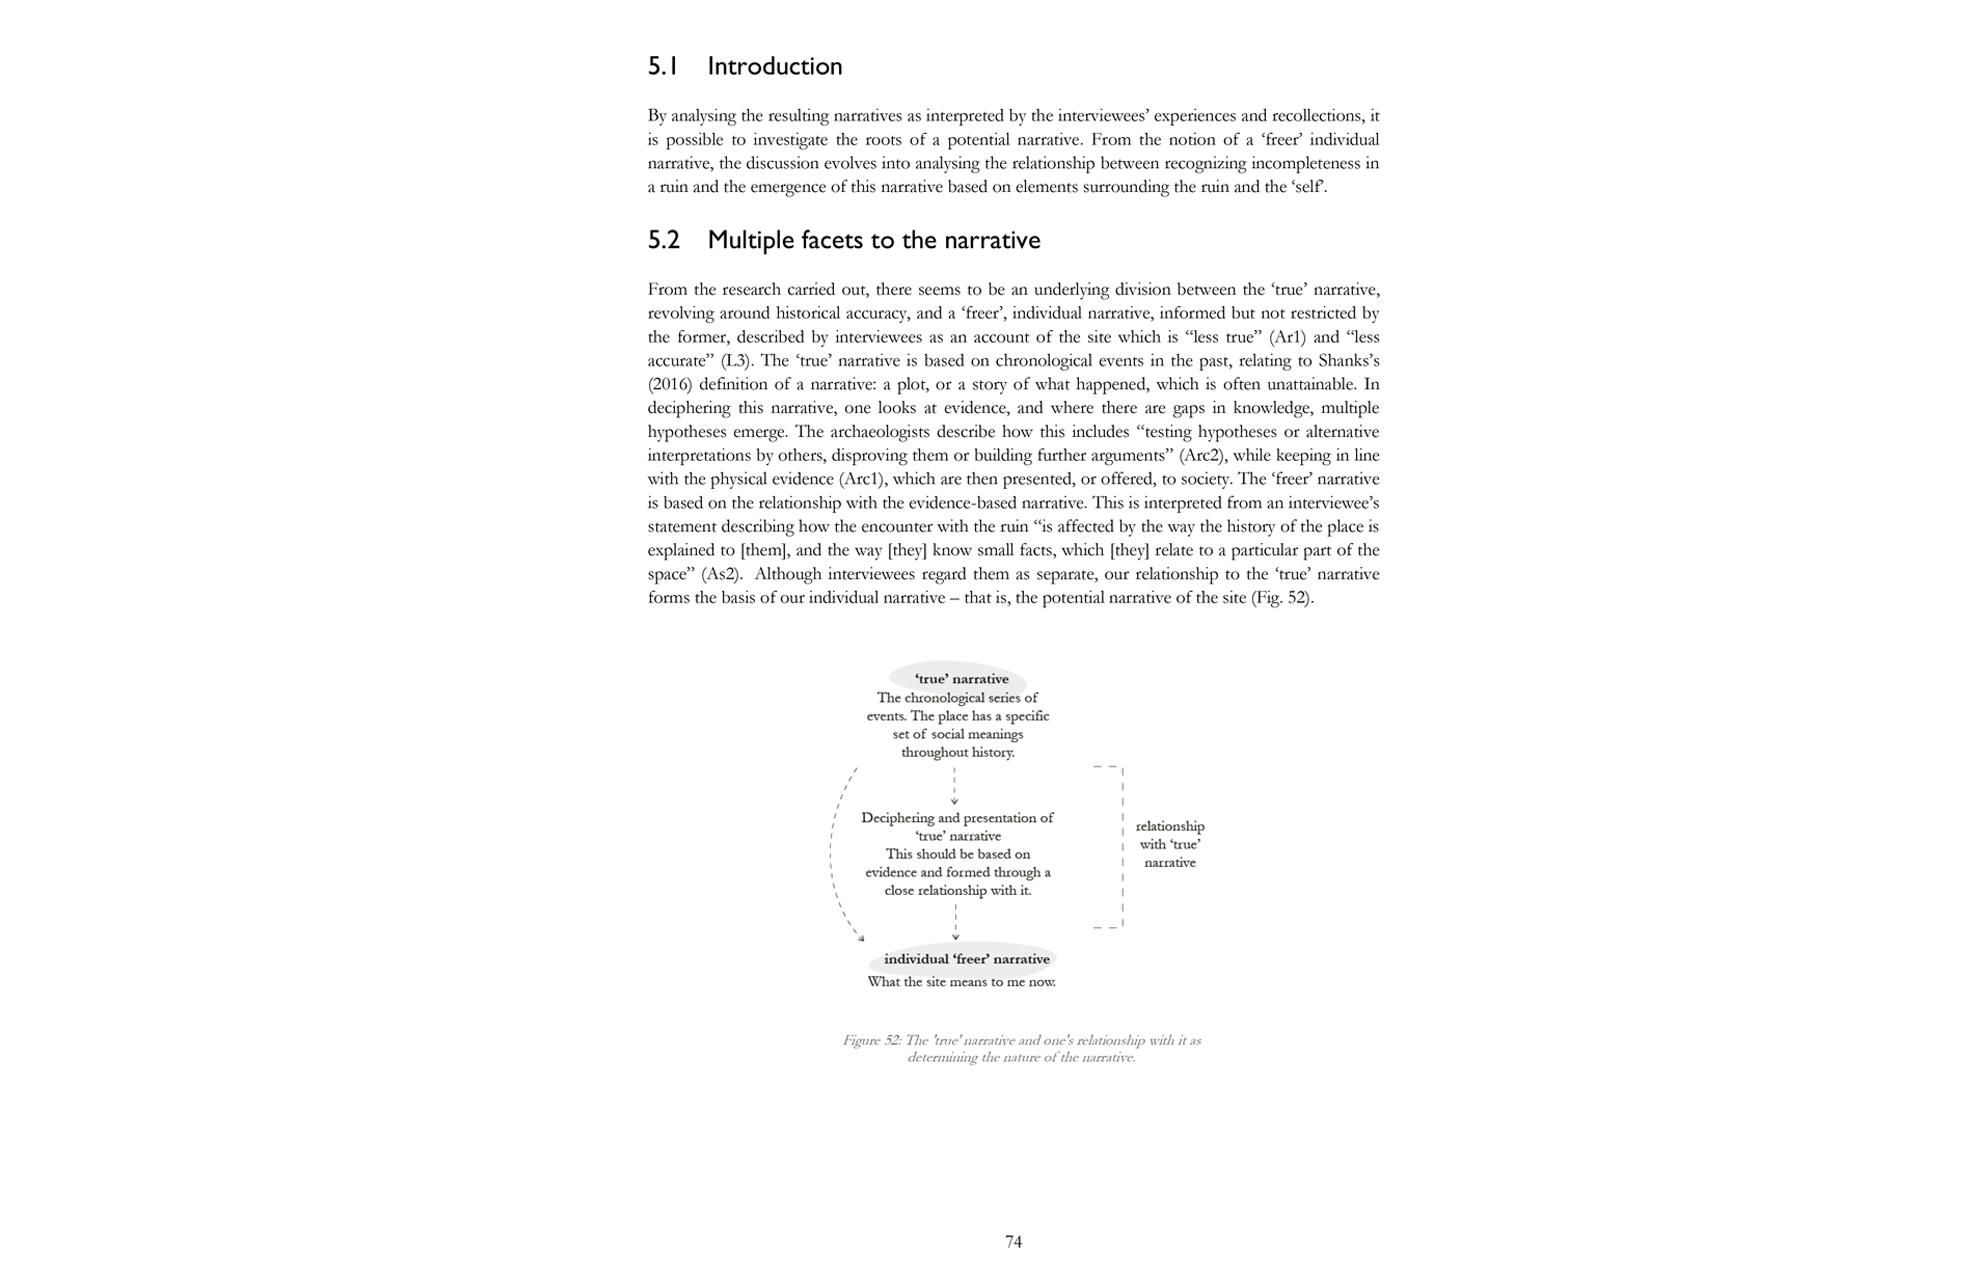 5.1 Introduction
By analysing the resulting narratives as interpreted by the interviewees’ experiences and recollections, it
is possible to investigate the roots of a potential narrative. From the notion of a ‘freer’ individual
narrative, the discussion evolves into analysing the relationship between recognizing incompleteness in
a ruin and the emergence of this narrative based on elements surrounding the ruin and the ‘self’.
5.2 Multiple facets to the narrative
From the research carried out, there seems to be an underlying division between the ‘true’ narrative,
revolving around historical accuracy, and a ‘freer’, individual narrative, informed but not restricted by
the former, described by interviewees as an account of the site which is “less true” (Ar1) and “less
accurate” (L3). The ‘true’ narrative is based on chronological events in the past, relating to Shanks’s
(2016) definition of a narrative: a plot, or a story of what happened, which is often unattainable. In
deciphering this narrative, one looks at evidence, and where there are gaps in knowledge, multiple
hypotheses emerge. The archaeologists describe how this includes “testing hypotheses or alternative
interpretations by others, disproving them or building further arguments” (Arc2), while keeping in line
with the physical evidence (Arc1), which are then presented, or offered, to society. The ‘freer’ narrative
is based on the relationship with the evidence-based narrative. This is interpreted from an interviewee’s
statement describing how the encounter with the ruin “is affected by the way the history of the place is
explained to [them], and the way [they] know small facts, which [they] relate to a particular part of the
space” (As2). Although interviewees regard them as separate, our relationship to the ‘true’ narrative
forms the basis of our individual narrative – that is, the potential narrative of the site (Fig. 52).
‘true’ narrative
The chronological series of
events. The place has a specific
set of social meanings
throughout history.
Deciphering and presentation of
‘true’ narrative
This should be based on
evidence and formed through a
close relationship with it.
relationship
with ‘true’
narrative
individual ‘freer’ narrative
What the site means to me now.
Figure 52: The 'true' narrative and one's relationship with it as
determining the nature of the narrative.
74